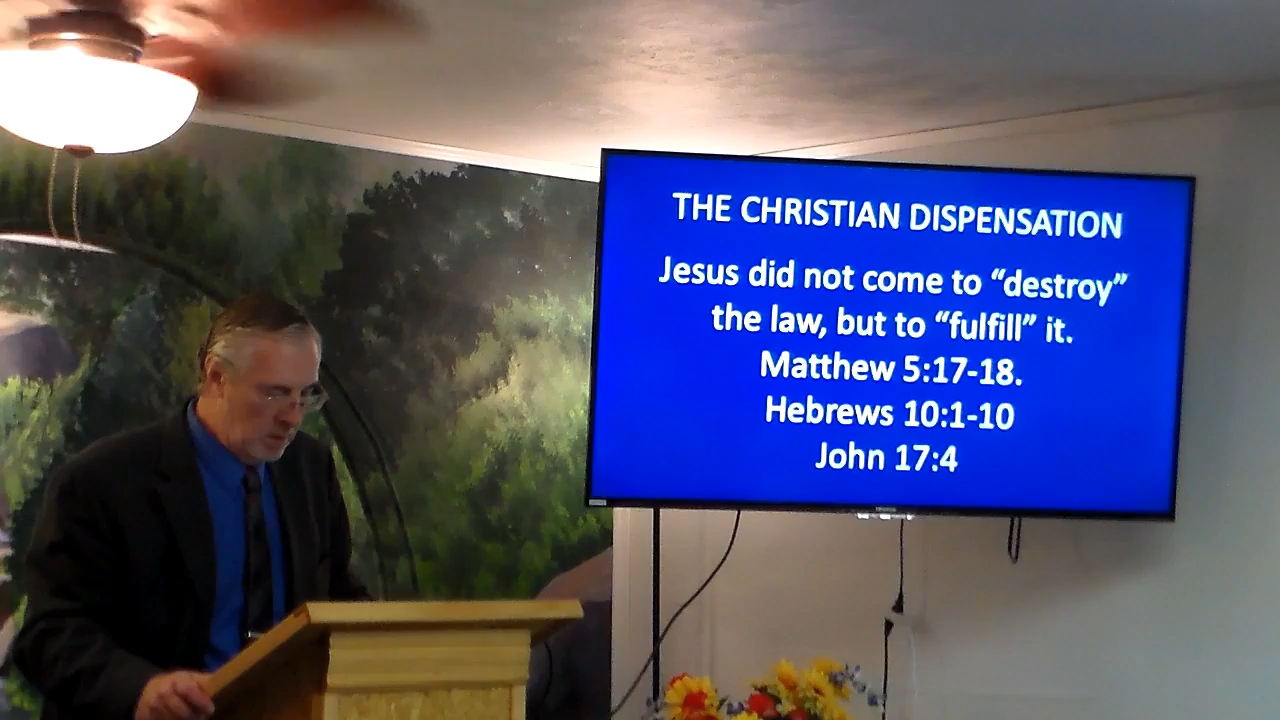 THE CHRISTIAN DISPENSATION
Jesus did not come to “destroy”
the law, but to “fulfill” it.
Matthew 5:17-18.
Hebrews 10:1-10
John 17:4